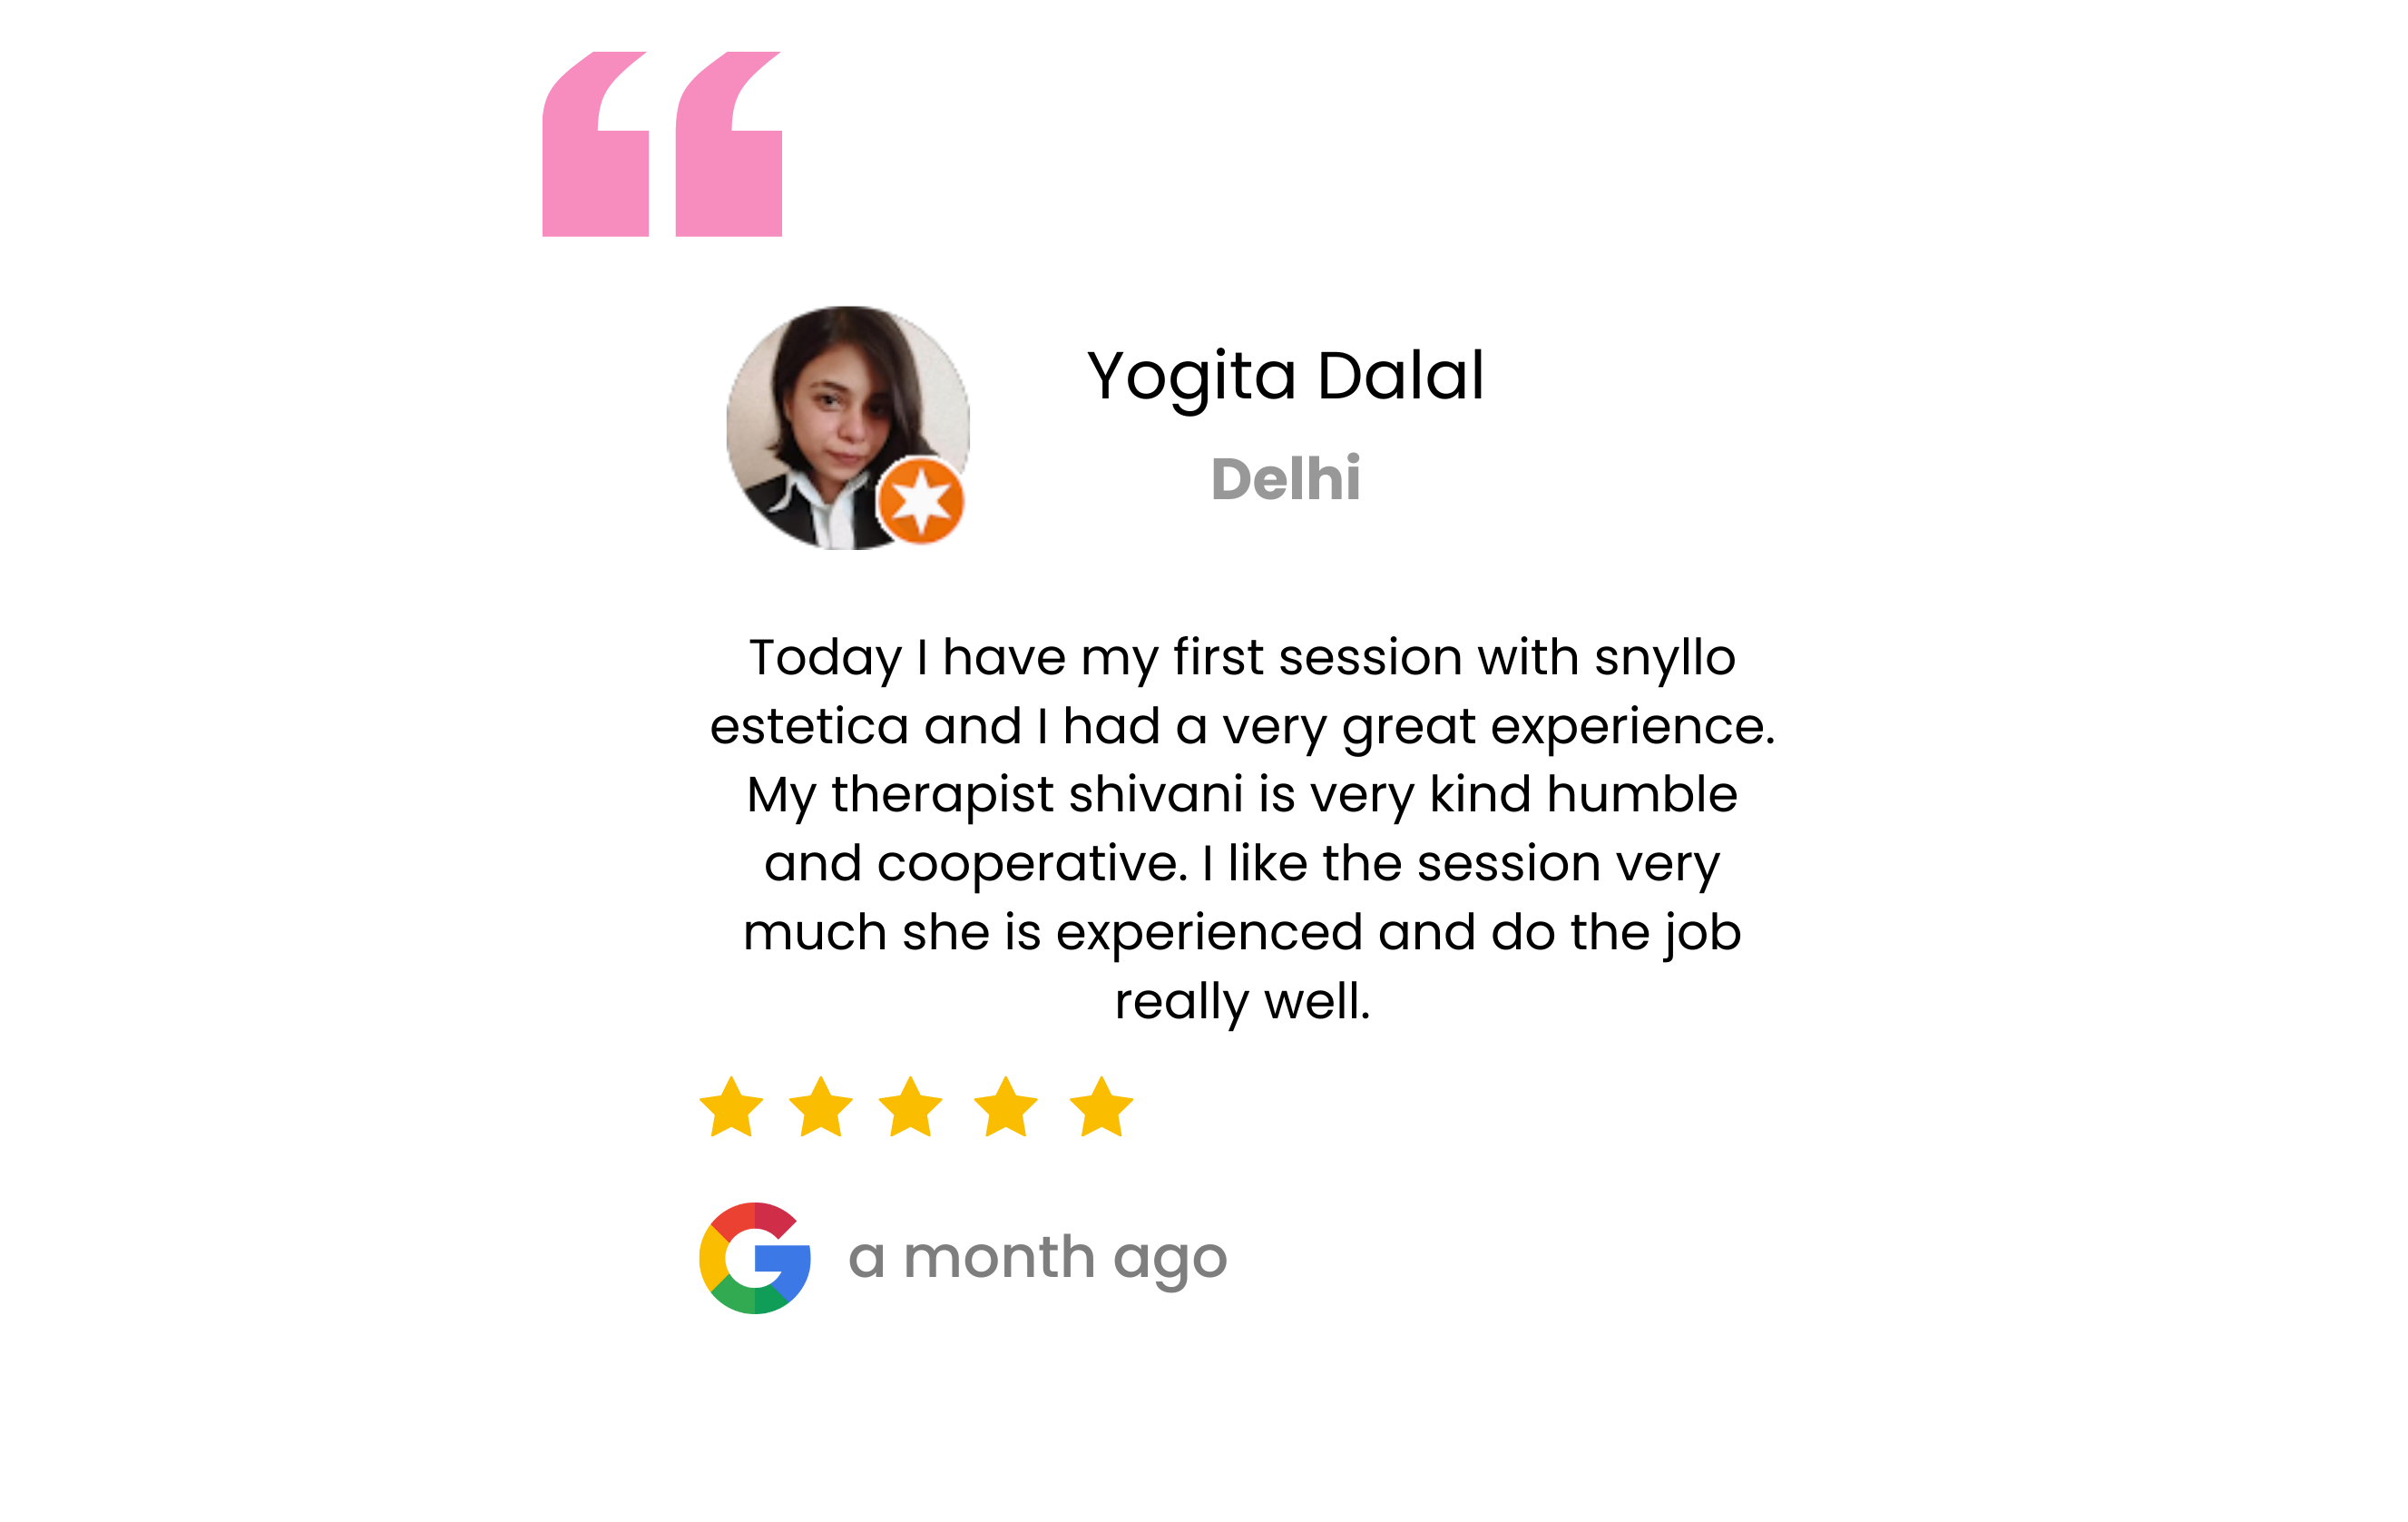 Yogita Dalal
Delhi
Today I have my first session with snyllo
estetica and I had a very great experience.
My therapist shivani is very kind humble
and cooperative. I like the session very
much she is experienced and do the job
really well.
a month ago